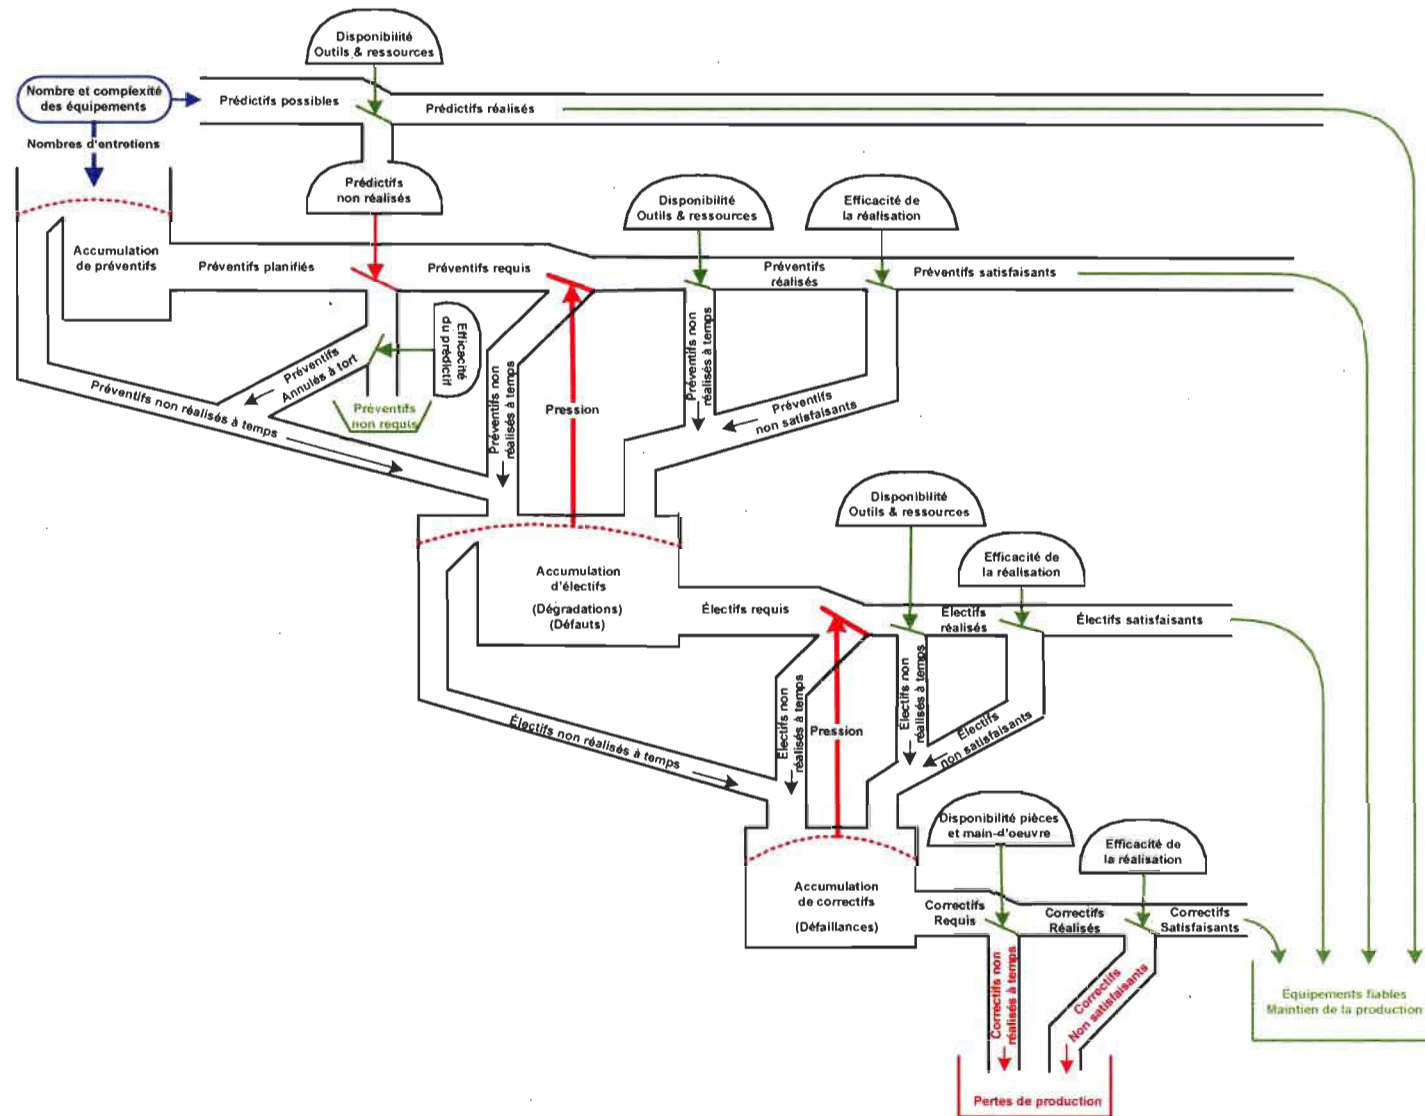 Disponibilité
Outils & ressources
Nombre et complexité
des équipements
Prédictifs possibles
Prédictifs réalisés
Nombres d'entretiens
Prédictifs
non réalisés
Disponibilité
Outils & ressources
Efficacité de
la réalisation
Accumulation
de préventifs
Préventifs planifiés
Préventifs requis
Préventifs
réalisés
Préventifs satisfaisants
Efficacité
du prédictif
Préventifs
Annulés à tort
Préventifs non réalisés à temps
Préventifs
non requis
Préventifs non
réalisés à temps
Pression
Préventifs non
réalisés à temps
Préventifs
non satisfaisants
Disponibilité
Outils & ressources
Efficacité de
la réalisation
Accumulation
d'électifs
(Dégradations)
(Défauts)
Électifs requis
Électifs
réalisés
Électifs satisfaisants
Électifs non réalisés à temps
Électifs non
réalisés à temps
Pression
Électifs non
réalisés à temps
Électifs
non satisfaisants
Disponibilité pièces
et main-d'oeuvre
Efficacité de
la réalisation
Accumulation
de correctifs
(Défaillances)
Correctifs
Requis
Correctifs
Réalisés
Correctifs
Satisfaisants
Correctifs non
réalisés à temps
Correctifs
Non satisfaisants
Équipements fiables
Maintien de la production
Pertes de production